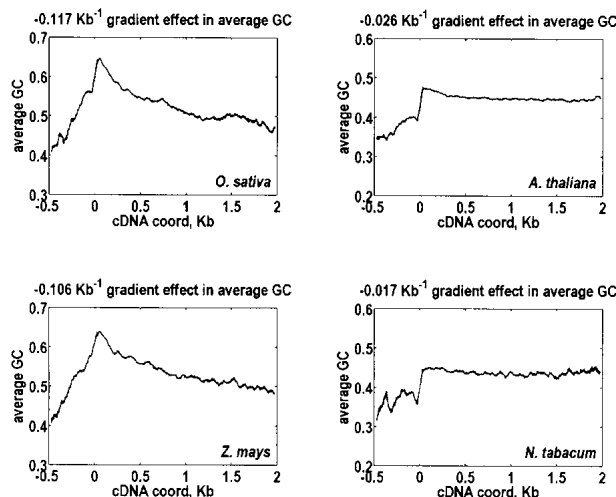 -0.117 Kb-1 gradient effect in average GC
0.7
0.6
0.5
0.4
0.3
average GC
-0.5 0 0.5 1 1.5 2
cDNA coord, Kb
O. sativa
-0.026 Kb-1 gradient effect in average GC
0.7
0.6
0.5
0.4
0.3
average GC
-0.5 0 0.5 1 1.5 2
cDNA coord, Kb
A. thaliana
-0.106 Kb-1 gradient effect in average GC
0.7
0.6
0.5
0.4
0.3
average GC
-0.5 0 0.5 1 1.5 2
cDNA coord, Kb
Z. mays
-0.017 Kb-1 gradient effect in average GC
0.7
0.6
0.5
0.4
0.3
0.2
average GC
-0.5 0 0.5 1 1.5 2
cDNA coord, Kb
N. tabacum